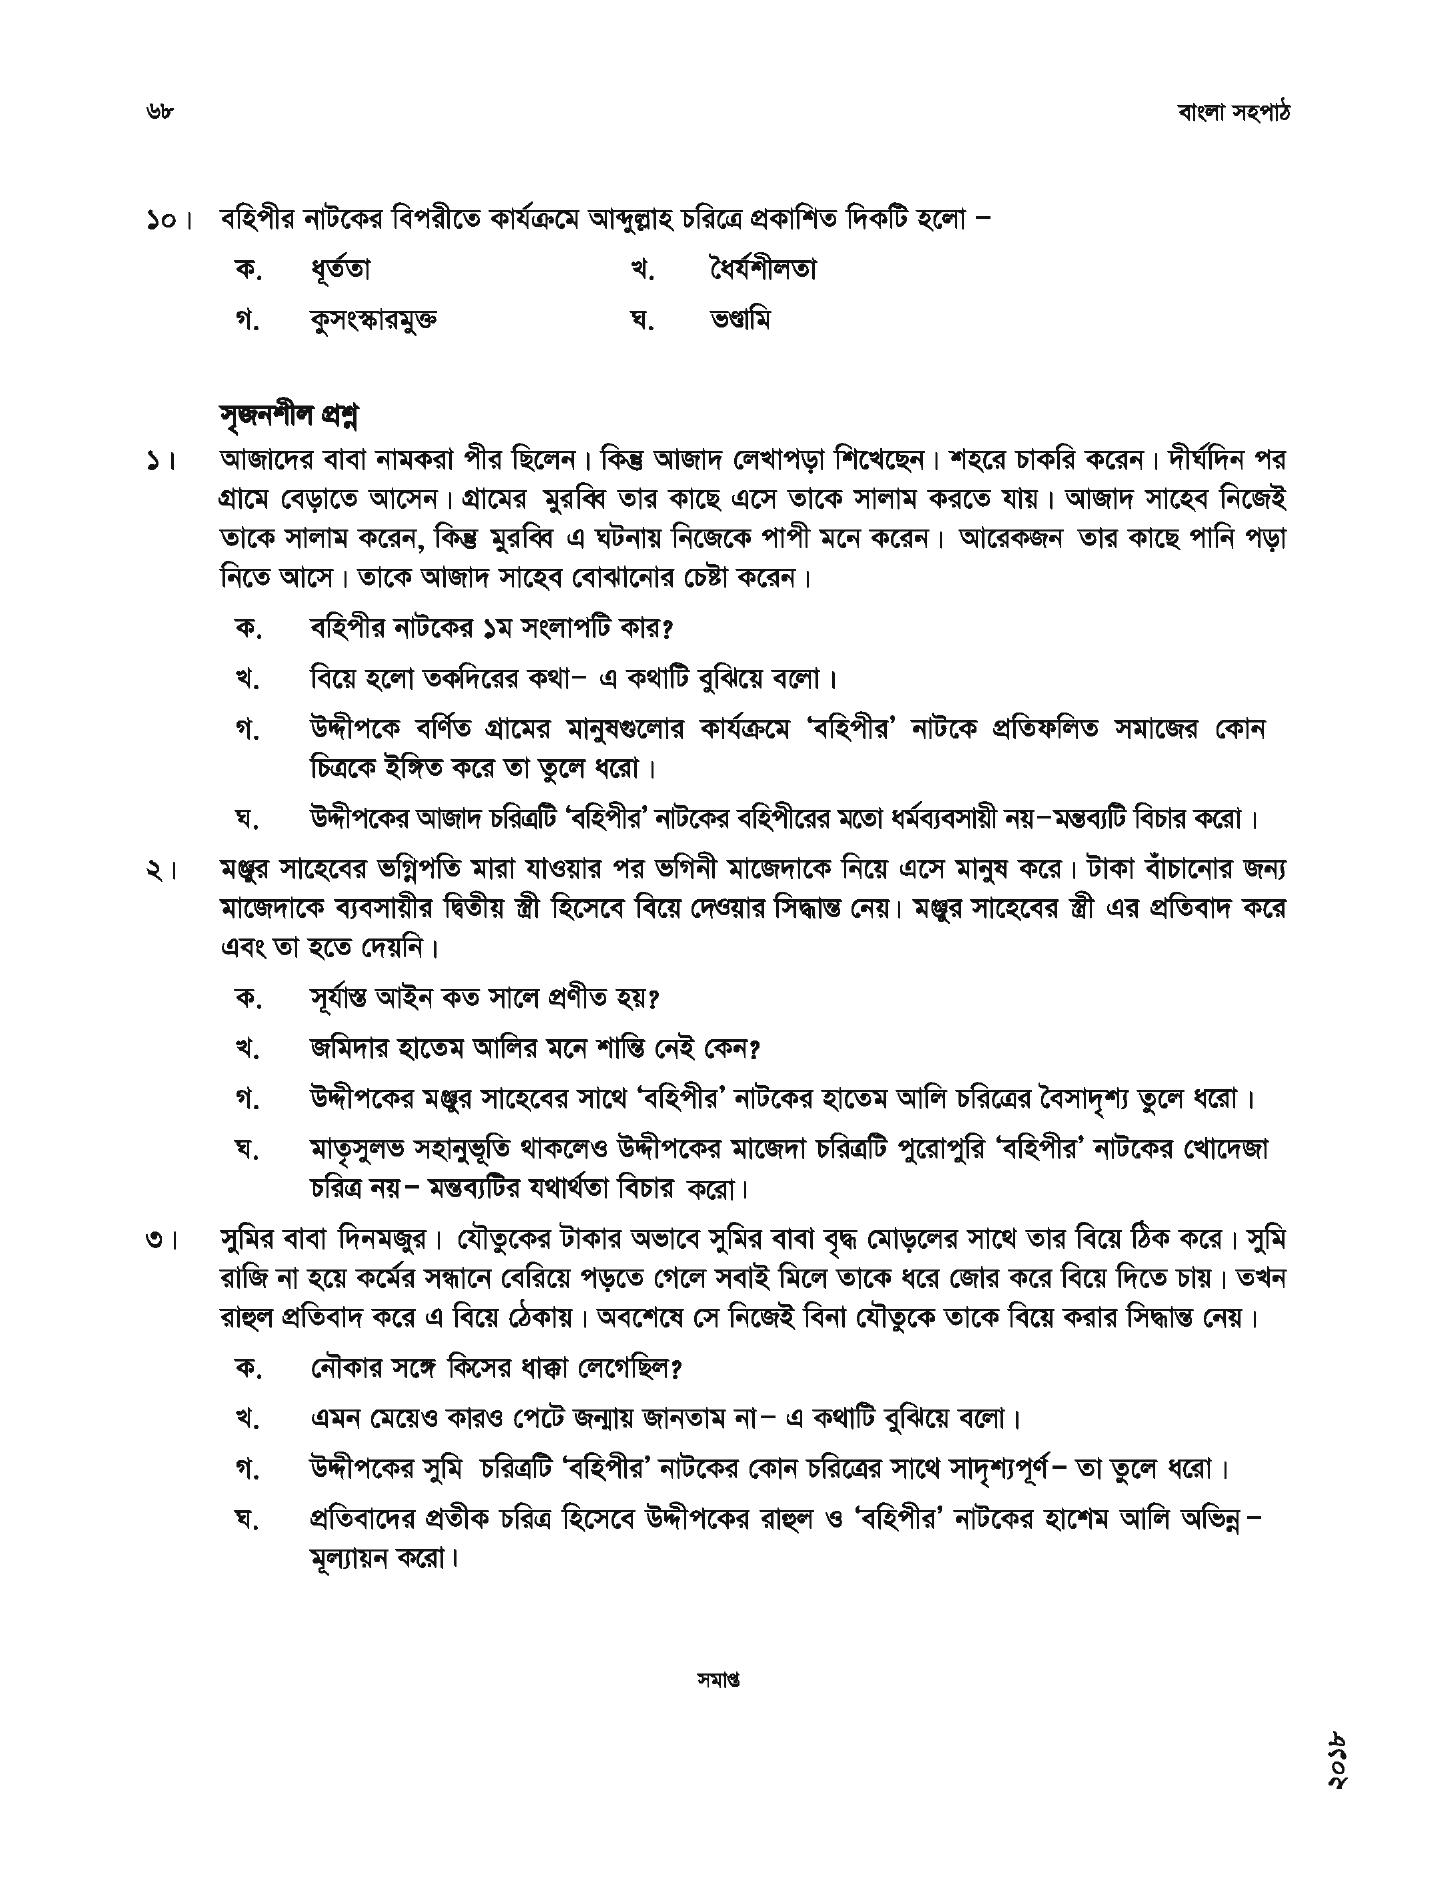 ৬৮ বাংলা সহপাঠ
১০। বহিপীর নাটকের বিপরীতে কার্যক্রমে আব্দুল্লাহ চরিত্রে প্রকাশিত দিকটি হলো –
ক. ধূর্ততা খ. ধৈর্যশীলতা
গ. কুসংস্কারমুক্ত ঘ. ভণ্ডামি
সৃজনশীল প্রশ্ন
১। আজাদের বাবা নামকরা পীর ছিলেন। কিন্তু আজাদ লেখাপড়া শিখেছেন। শহরে চাকরি করেন। দীর্ঘদিন পর
গ্রামে বেড়াতে আসেন। গ্রামের মুরব্বি তার কাছে এসে তাকে সালাম করতে যায়। আজাদ সাহেব নিজেই
তাকে সালাম করেন, কিন্তু মুরব্বি এ ঘটনায় নিজেকে পাপী মনে করেন। আরেকজন তার কাছে পানি পড়া
নিতে আসে। তাকে আজাদ সাহেব বোঝানোর চেষ্টা করেন।
ক. বহিপীর নাটকের ১ম সংলাপটি কার?
খ. বিয়ে হলো তকদিরের কথা– এ কথাটি বুঝিয়ে বলো।
গ. উদ্দীপকে বর্ণিত গ্রামের মানুষগুলোর কার্যক্রমে ‘বহিপীর’ নাটকে প্রতিফলিত সমাজের কোন
চিত্রকে ইঙ্গিত করে তা তুলে ধরো।
ঘ. উদ্দীপকের আজাদ চরিত্রটি ‘বহিপীর’ নাটকের বহিপীরের মতো ধর্মব্যবসায়ী নয়–মন্তব্যটি বিচার করো।
২। মঞ্জুর সাহেবের ভগ্নিপতি মারা যাওয়ার পর ভগিনী মাজেদাকে নিয়ে এসে মানুষ করে। টাকা বাঁচানোর জন্য
মাজেদাকে ব্যবসায়ীর দ্বিতীয় স্ত্রী হিসেবে বিয়ে দেওয়ার সিদ্ধান্ত নেয়। মঞ্জুর সাহেবের স্ত্রী এর প্রতিবাদ করে
এবং তা হতে দেয়নি।
ক. সূর্যাস্ত আইন কত সালে প্রণীত হয়?
খ. জমিদার হাতেম আলির মনে শান্তি নেই কেন?
গ. উদ্দীপকের মঞ্জুর সাহেবের সাথে ‘বহিপীর’ নাটকের হাতেম আলি চরিত্রের বৈসাদৃশ্য তুলে ধরো।
ঘ. মাতৃসুলভ সহানুভূতি থাকলেও উদ্দীপকের মাজেদা চরিত্রটি পুরোপুরি ‘বহিপীর’ নাটকের খোদেজা
চরিত্র নয়– মন্তব্যটির যথার্থতা বিচার করো।
৩। সুমির বাবা দিনমজুর। যৌতুকের টাকার অভাবে সুমির বাবা বৃদ্ধ মোড়লের সাথে তার বিয়ে ঠিক করে। সুমি
রাজি না হয়ে কর্মের সন্ধানে বেরিয়ে পড়তে গেলে সবাই মিলে তাকে ধরে জোর করে বিয়ে দিতে চায়। তখন
রাহুল প্রতিবাদ করে এ বিয়ে ঠেকায়। অবশেষে সে নিজেই বিনা যৌতুকে তাকে বিয়ে করার সিদ্ধান্ত নেয়।
ক. নৌকার সঙ্গে কিসের ধাক্কা লেগেছিল?
খ. এমন মেয়েও কারও পেটে জন্মায় জানতাম না– এ কথাটি বুঝিয়ে বলো।
গ. উদ্দীপকের সুমি চরিত্রটি ‘বহিপীর’ নাটকের কোন চরিত্রের সাথে সাদৃশ্যপূর্ণ– তা তুলে ধরো।
ঘ. প্রতিবাদের প্রতীক চরিত্র হিসেবে উদ্দীপকের রাহুল ও ‘বহিপীর’ নাটকের হাশেম আলি অভিন্ন–
মূল্যায়ন করো।
সমাপ্ত
২০১৮